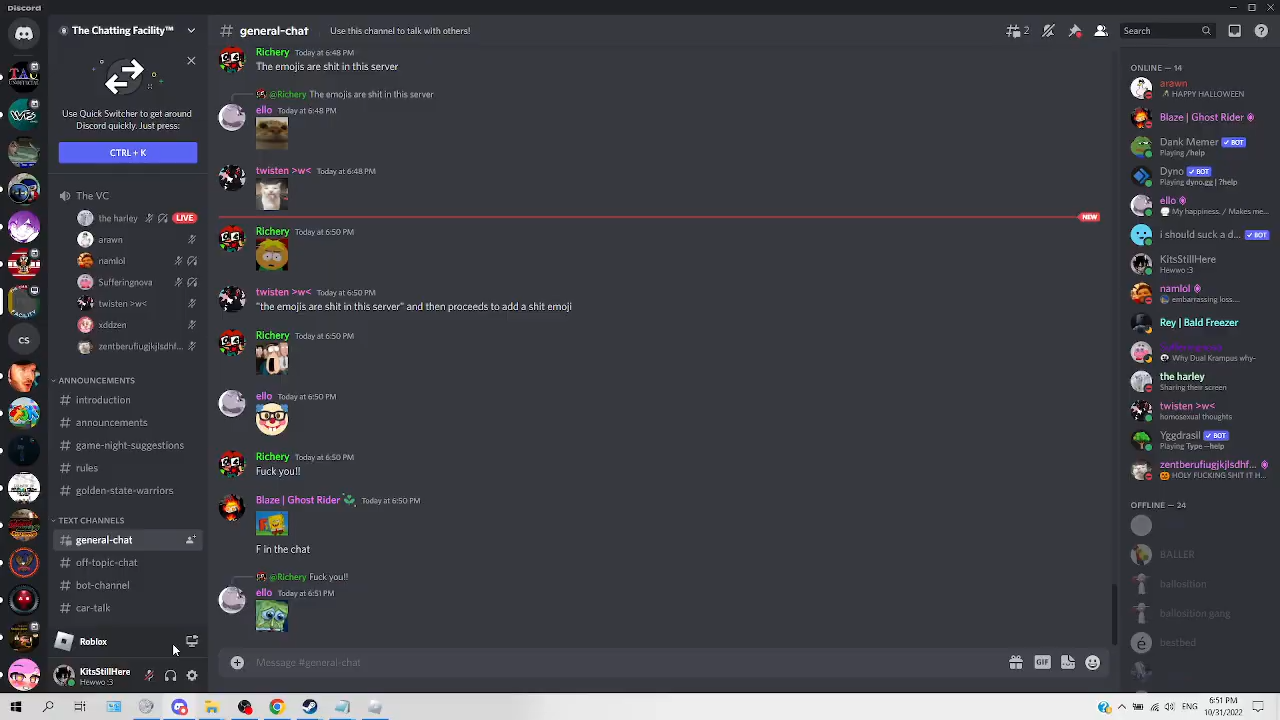 Discord
The Chatting Facility™
# general-chat
Use this channel to talk with others!
2
Search
Use Quick Switcher to get around
Discord quickly. Just press:
CTRL + K
The VC
the harley
LIVE
arawn
namlol
Sufferingnova
twisten >w<
xddzen
zentberufiugjkjlsdhf...
ANNOUNCEMENTS
# introduction
# announcements
# game-night-suggestions
# rules
# golden-state-warriors
TEXT CHANNELS
general-chat
# off-topic-chat
# bot-channel
# car-talk
Roblox
KitsStillHere
Hewwo :3
CS
Richery Today at 6:48 PM
The emojis are shit in this server
@Richery The emojis are shit in this server
ello Today at 6:48 PM
twisten >w< Today at 6:48 PM
NEW
Richery Today at 6:50 PM
twisten >w< Today at 6:50 PM
"the emojis are shit in this server" and then proceeds to add a shit emoji
Richery Today at 6:50 PM
ello Today at 6:50 PM
Richery Today at 6:50 PM
Fuck you!!
Blaze | Ghost Rider Today at 6:50 PM
F in the chat
@Richery Fuck you!!
ello Today at 6:51 PM
Message #general-chat
GIF
ONLINE — 14
arawn
HAPPY HALLOWEEN
Blaze | Ghost Rider
Dank Memer BOT
Playing /help
Dyno BOT
Playing dyno.gg | ?help
ello
My happiness. / Makes me...
i should suck a d... BOT
KitsStillHere
Hewwo :3
namlol
embarrassing loss....
Rey | Bald Freezer
Sufferingnova
Why Dual Krampus why-
the harley
Sharing their screen
twisten >w<
homosexual thoughts
Yggdrasil BOT
Playing Type --help
zentberufiugjkjlsdhf...
HOLY FUCKING SHIT IT H...
OFFLINE — 24
BALLER
ballosition
ballosition gang
bestbed
ENG
6:51 PM
10/31/2022